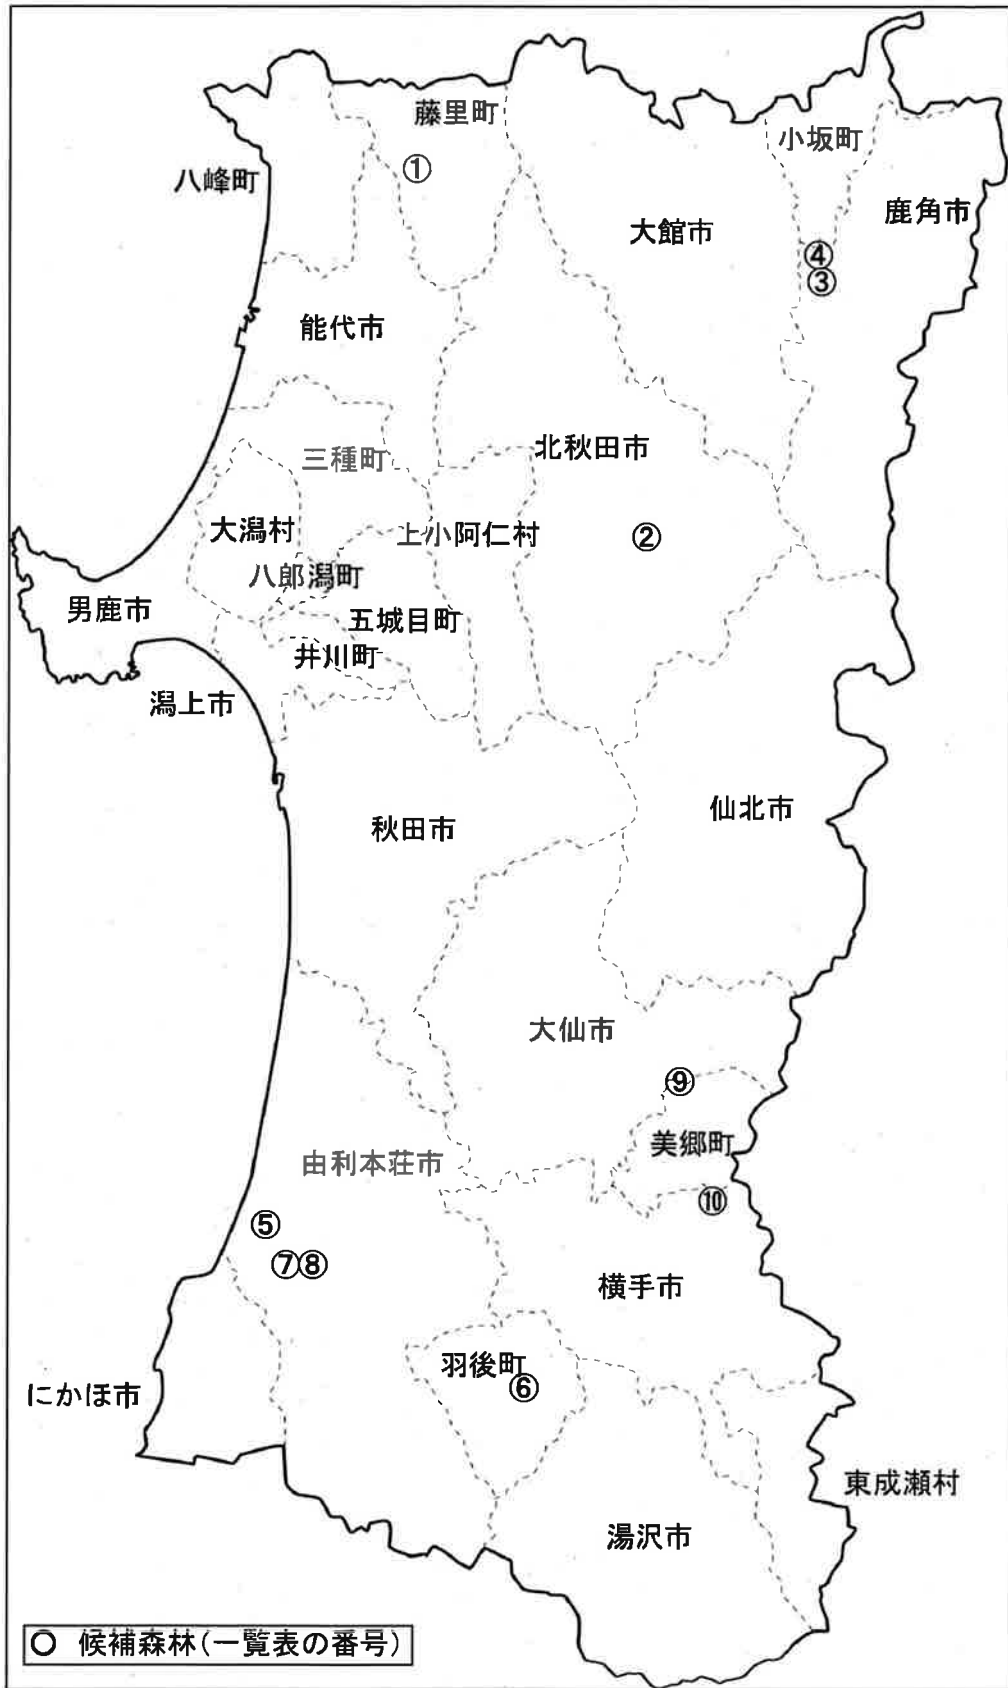 藤里町
小坂町
八峰町
①
鹿角市
大館市
④
③
能代市
北秋田市
三種町
大潟村
上小阿仁村
②
八郎潟町
男鹿市
五城目町
井川町
潟上市
仙北市
秋田市
大仙市
⑨
美郷町
由利本荘市
⑩
⑤
⑦⑧
横手市
羽後町
⑥
にかほ市
東成瀬村
湯沢市
○ 候補森林(一覧表の番号)